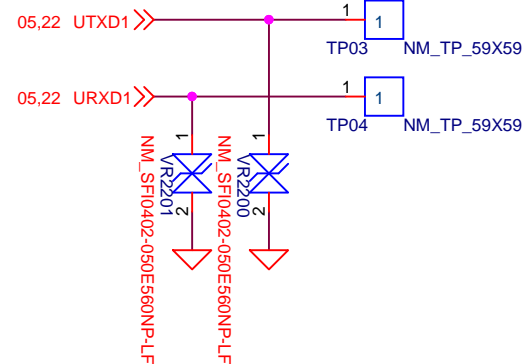 05,22 UTXD1
1
1
TP03 NM_TP_59X59
05,22 URXD1
1
1
TP04 NM_TP_59X59
1
2
VR2201
NM_SFI0402-050E560NP-LF
1
2
VR2200
NM_SFI0402-050E560NP-LF